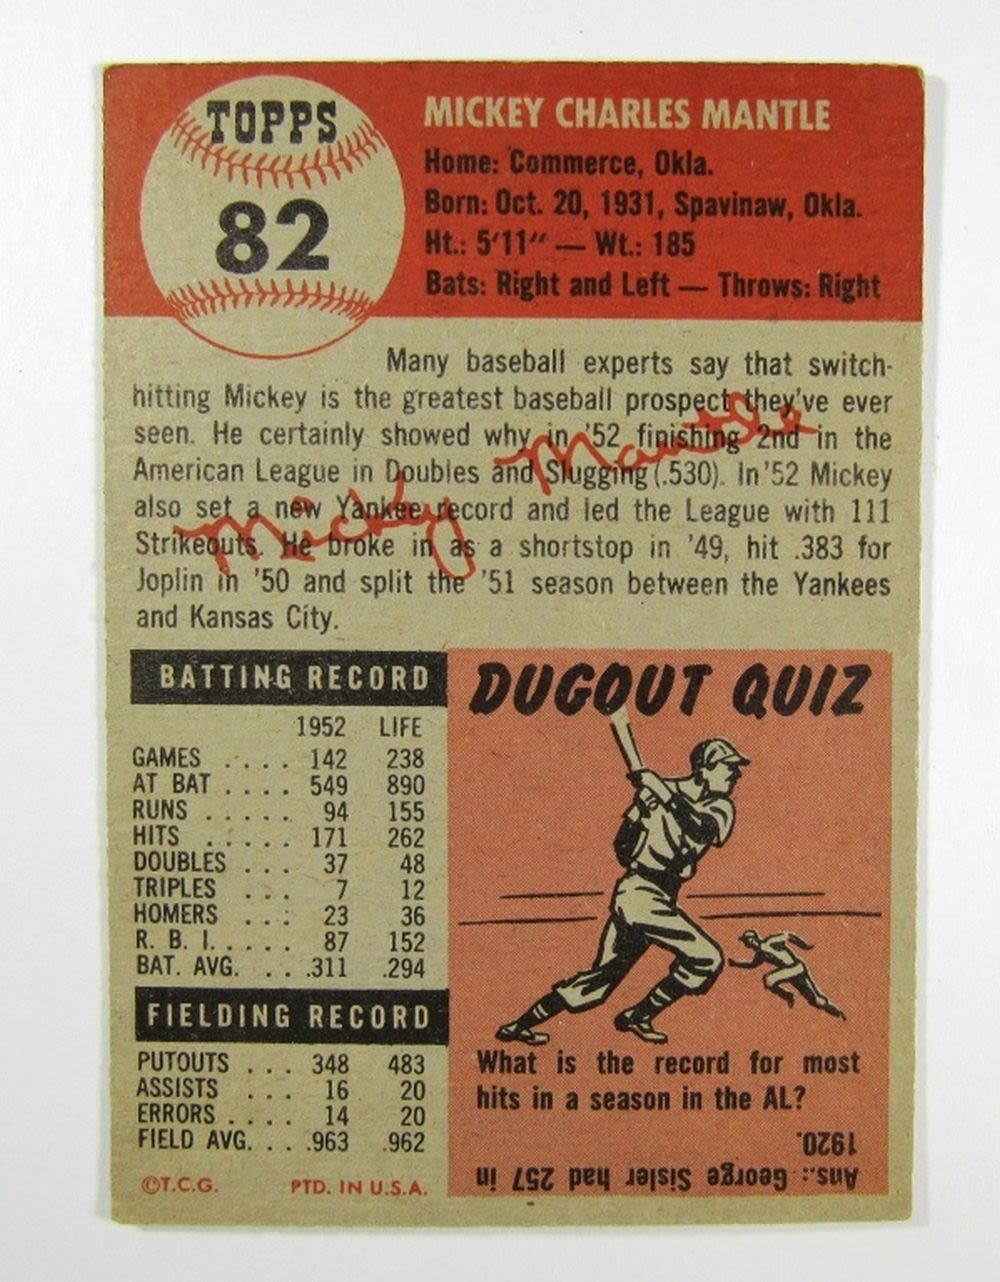 TOPPS
82
MICKEY CHARLES MANTLE
Home: Commerce, Okla.
Born: Oct. 20, 1931, Spavinaw, Okla.
Ht.: 5'11" — Wt.: 185
Bats: Right and Left — Throws: Right
Many baseball experts say that switch-
hitting Mickey is the greatest baseball prospect they've ever
seen. He certainly showed why in '52 finishing 2nd in the
American League in Doubles and Slugging (.530). In '52 Mickey
also set a new Yankee record and led the League with 111
Strikeouts. He broke in as a shortstop in '49, hit .383 for
Joplin in '50 and split the '51 season between the Yankees
and Kansas City.
Mickey Mantle
BATTING RECORD
1952 LIFE
GAMES .... 142 238
AT BAT .... 549 890
RUNS ..... 94 155
HITS ..... 171 262
DOUBLES ... 37 48
TRIPLES ... 7 12
HOMERS ... 23 36
R. B. I. .... 87 152
BAT. AVG. ... .311 .294
FIELDING RECORD
PUTOUTS ... 348 483
ASSISTS ... 16 20
ERRORS .... 14 20
FIELD AVG. ... .963 .962
©T.C.G. PTD. IN U.S.A.
DUGOUT QUIZ
What is the record for most
hits in a season in the AL?
Ans.: George Sisler had 257 in
1920.